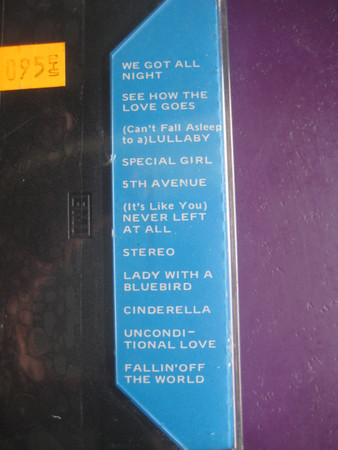 095
WE GOT ALL
NIGHT
SEE HOW THE
LOVE GOES
(Can't Fall Asleep
to a)LULLABY
SPECIAL GIRL
5TH AVENUE
(It's Like You)
NEVER LEFT
AT ALL
STEREO
LADY WITH A
BLUEBIRD
CINDERELLA
UNCONDI-
TIONAL LOVE
FALLIN'OFF
THE WORLD